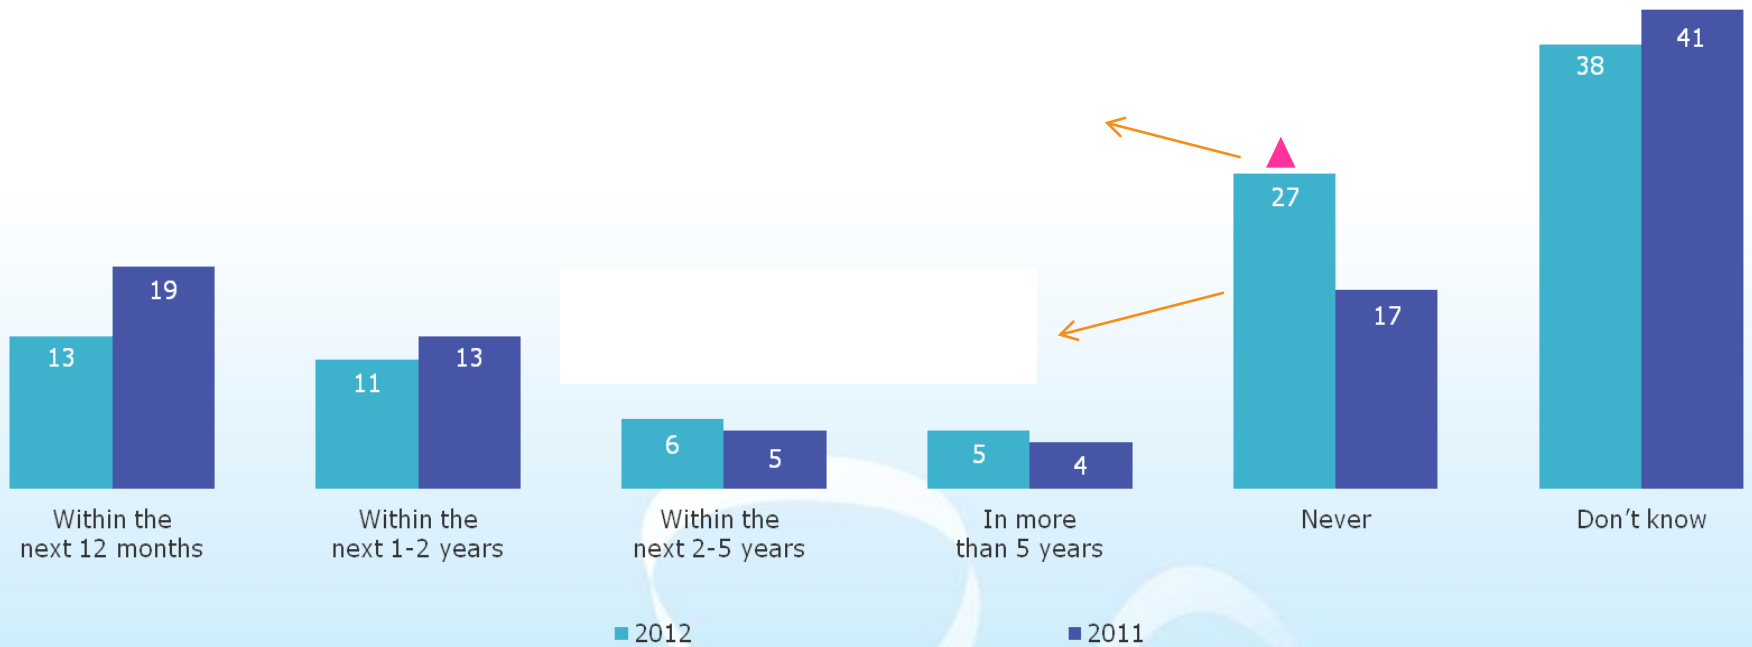 41
38
27
19
17
13
13
11
6
5
5
4
Within the
next 12 months
Within the
next 1-2 years
Within the
next 2-5 years
In more
than 5 years
Never
Don’t know
2012
2011